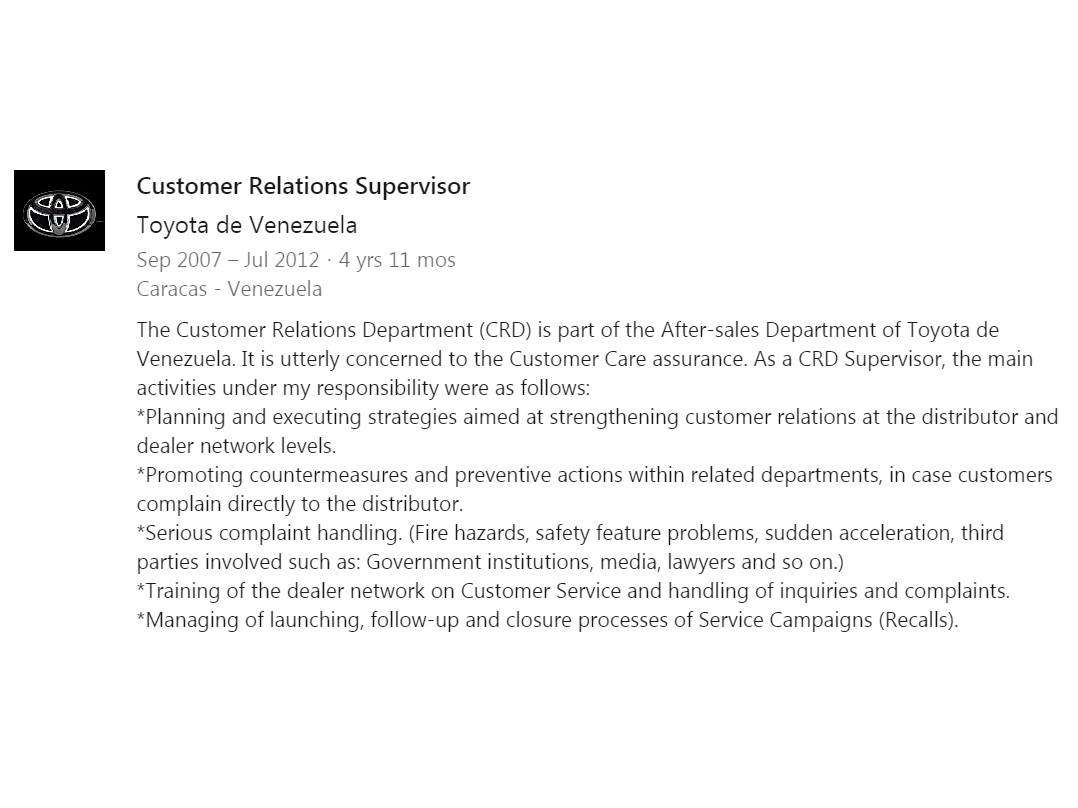 Customer Relations Supervisor
Toyota de Venezuela
Sep 2007 – Jul 2012 · 4 yrs 11 mos
Caracas - Venezuela
The Customer Relations Department (CRD) is part of the After-sales Department of Toyota de
Venezuela. It is utterly concerned to the Customer Care assurance. As a CRD Supervisor, the main
activities under my responsibility were as follows:
*Planning and executing strategies aimed at strengthening customer relations at the distributor and
dealer network levels.
*Promoting countermeasures and preventive actions within related departments, in case customers
complain directly to the distributor.
*Serious complaint handling. (Fire hazards, safety feature problems, sudden acceleration, third
parties involved such as: Government institutions, media, lawyers and so on.)
*Training of the dealer network on Customer Service and handling of inquiries and complaints.
*Managing of launching, follow-up and closure processes of Service Campaigns (Recalls).